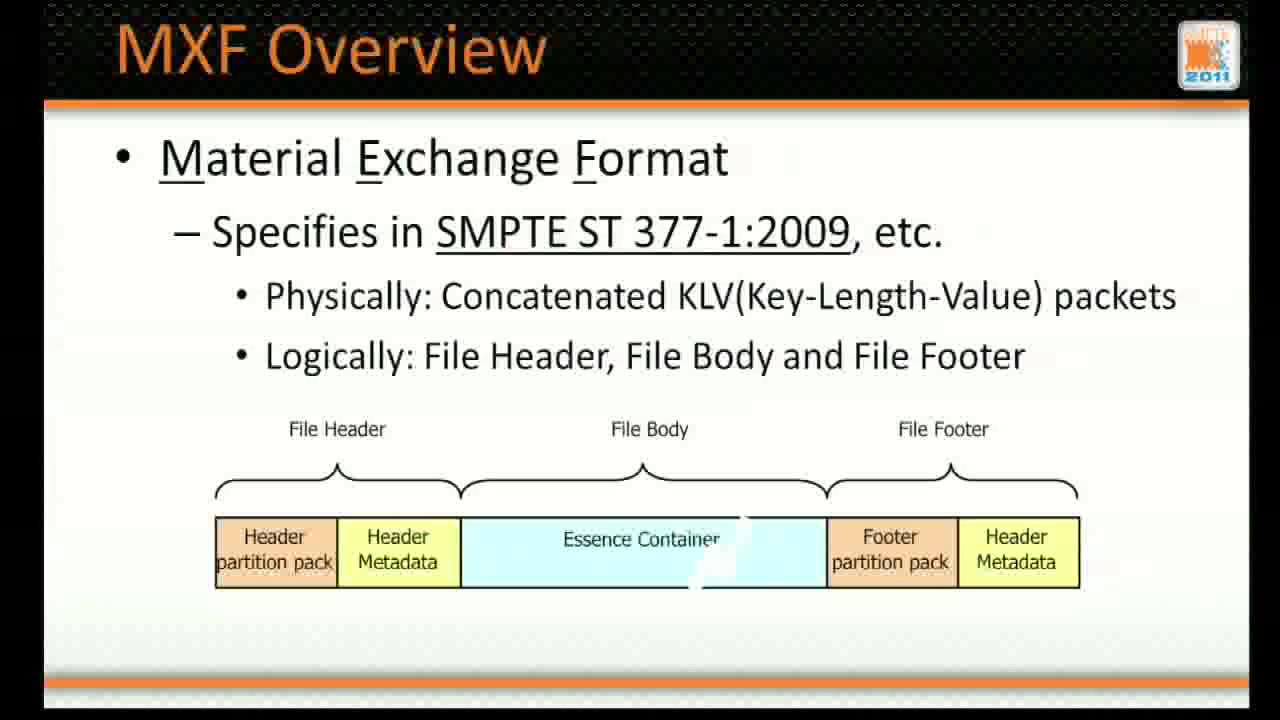 MXF Overview
SMPTE
2011
• Material Exchange Format
– Specifies in SMPTE ST 377-1:2009, etc.
• Physically: Concatenated KLV(Key-Length-Value) packets
• Logically: File Header, File Body and File Footer
File Header File Body File Footer
Header partition pack
Header Metadata
Essence Container
Footer partition pack
Header Metadata